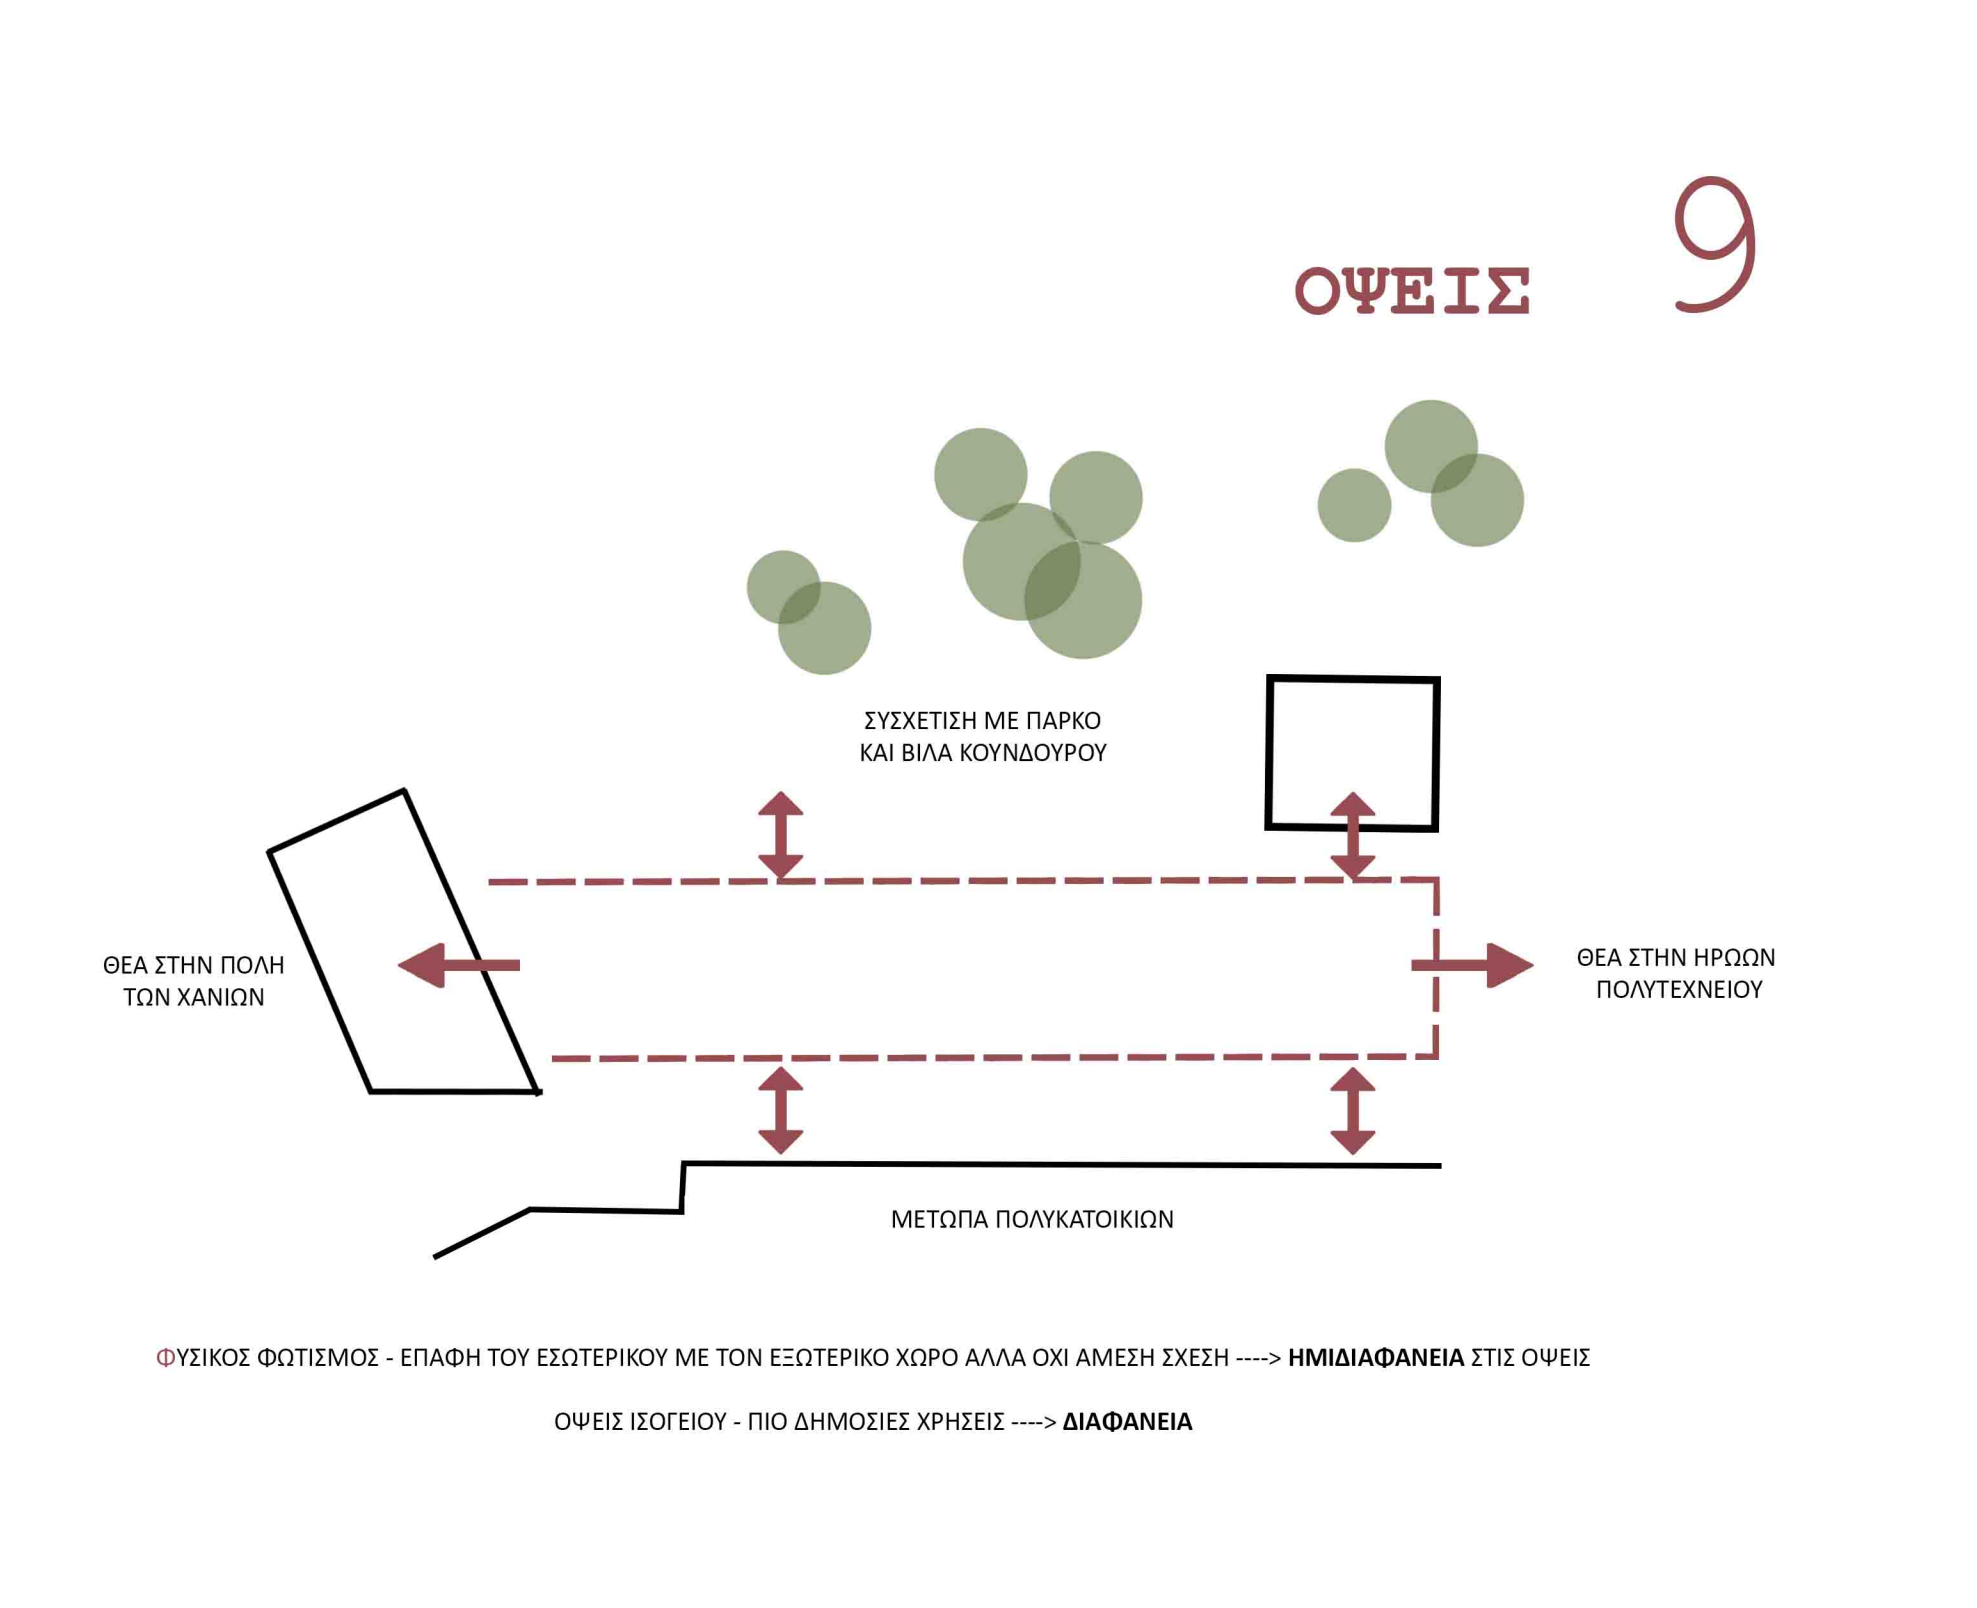 9
ΟΨΕΙΣ
ΣΥΣΧΕΤΙΣΗ ΜΕ ΠΑΡΚΟ
ΚΑΙ ΒΙΛΑ ΚΟΥΝΔΟΥΡΟΥ
ΘΕΑ ΣΤΗΝ ΠΟΛΗ
ΤΩΝ ΧΑΝΙΩΝ
ΘΕΑ ΣΤΗΝ ΗΡΩΩΝ
ΠΟΛΥΤΕΧΝΕΙΟΥ
ΜΕΤΩΠΑ ΠΟΛΥΚΑΤΟΙΚΙΩΝ
ΦΥΣΙΚΟΣ ΦΩΤΙΣΜΟΣ - ΕΠΑΦΗ ΤΟΥ ΕΣΩΤΕΡΙΚΟΥ ΜΕ ΤΟΝ ΕΞΩΤΕΡΙΚΟ ΧΩΡΟ ΑΛΛΑ ΟΧΙ ΑΜΕΣΗ ΣΧΕΣΗ ----> ΗΜΙΔΙΑΦΑΝΕΙΑ ΣΤΙΣ ΟΨΕΙΣ
ΟΨΕΙΣ ΙΣΟΓΕΙΟΥ - ΠΙΟ ΔΗΜΟΣΙΕΣ ΧΡΗΣΕΙΣ ----> ΔΙΑΦΑΝΕΙΑ